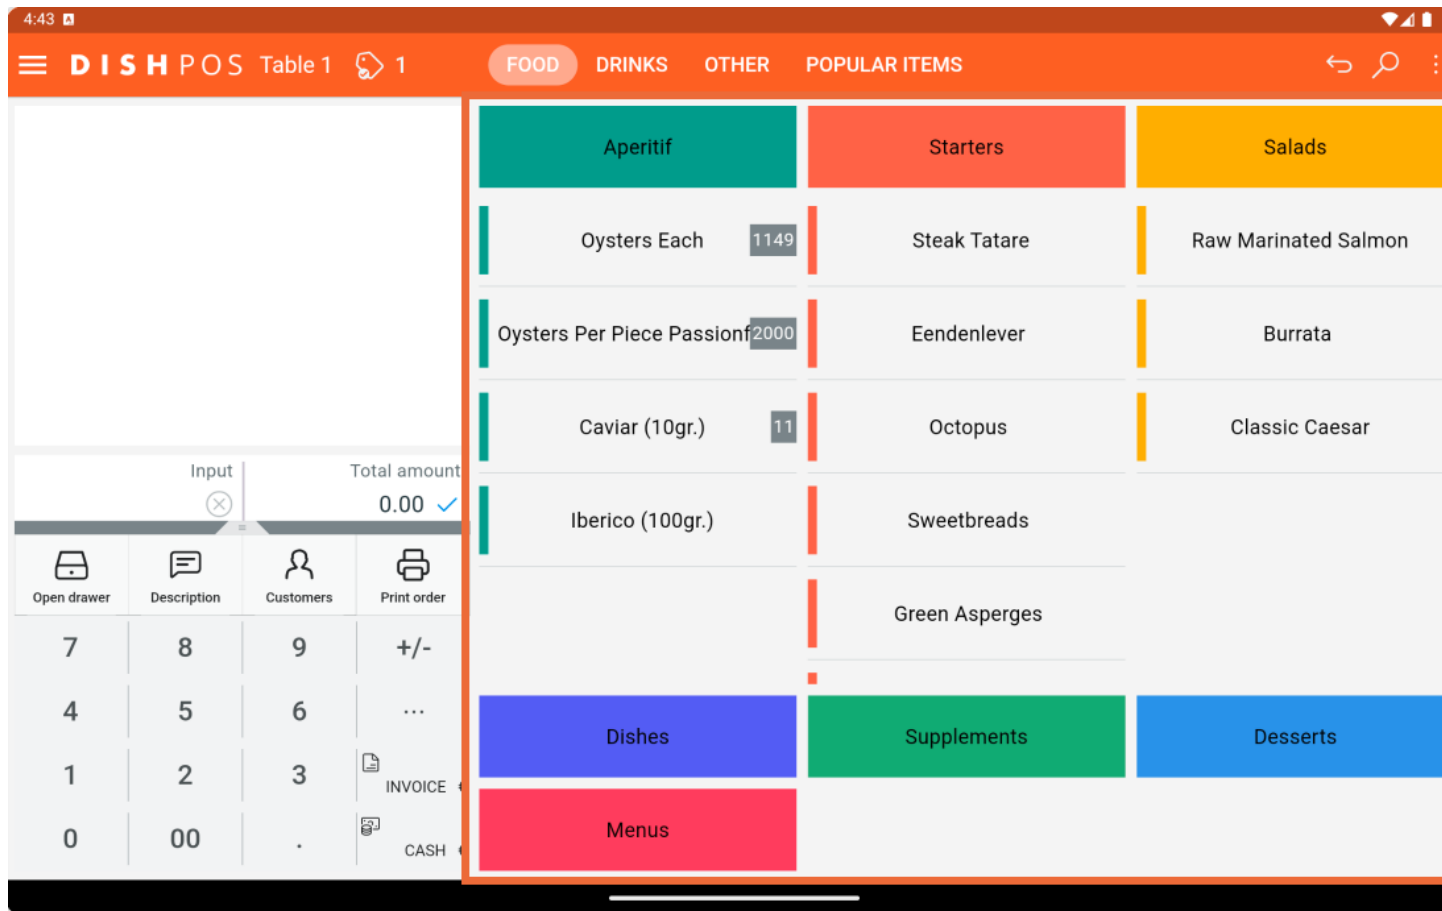 4:43
DISH POS Table 1 1 FOOD DRINKS OTHER POPULAR ITEMS
Aperitif Starters Salads
Oysters Each 1149 Steak Tatare Raw Marinated Salmon
Oysters Per Piece Passionf 2000 Eendenlever Burrata
Caviar (10gr.) 11 Octopus Classic Caesar
Iberico (100gr.) Sweetbreads
Green Asperges
Dishes Supplements Desserts
Menus
Input Total amount
0.00
Open drawer Description Customers Print order
7 8 9 +/-
4 5 6 ...
1 2 3 INVOICE
0 00 . CASH